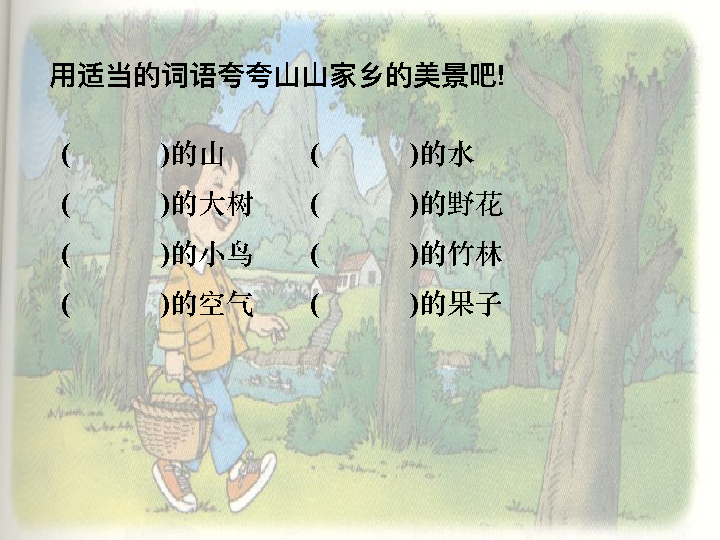 用适当的词语夸夸山山家乡的美景吧!
(　　　)的山　　　(　　　)的水
(　　　)的大树　　(　　　)的野花
(　　　)的小鸟　　(　　　)的竹林
(　　　)的空气　　(　　　)的果子